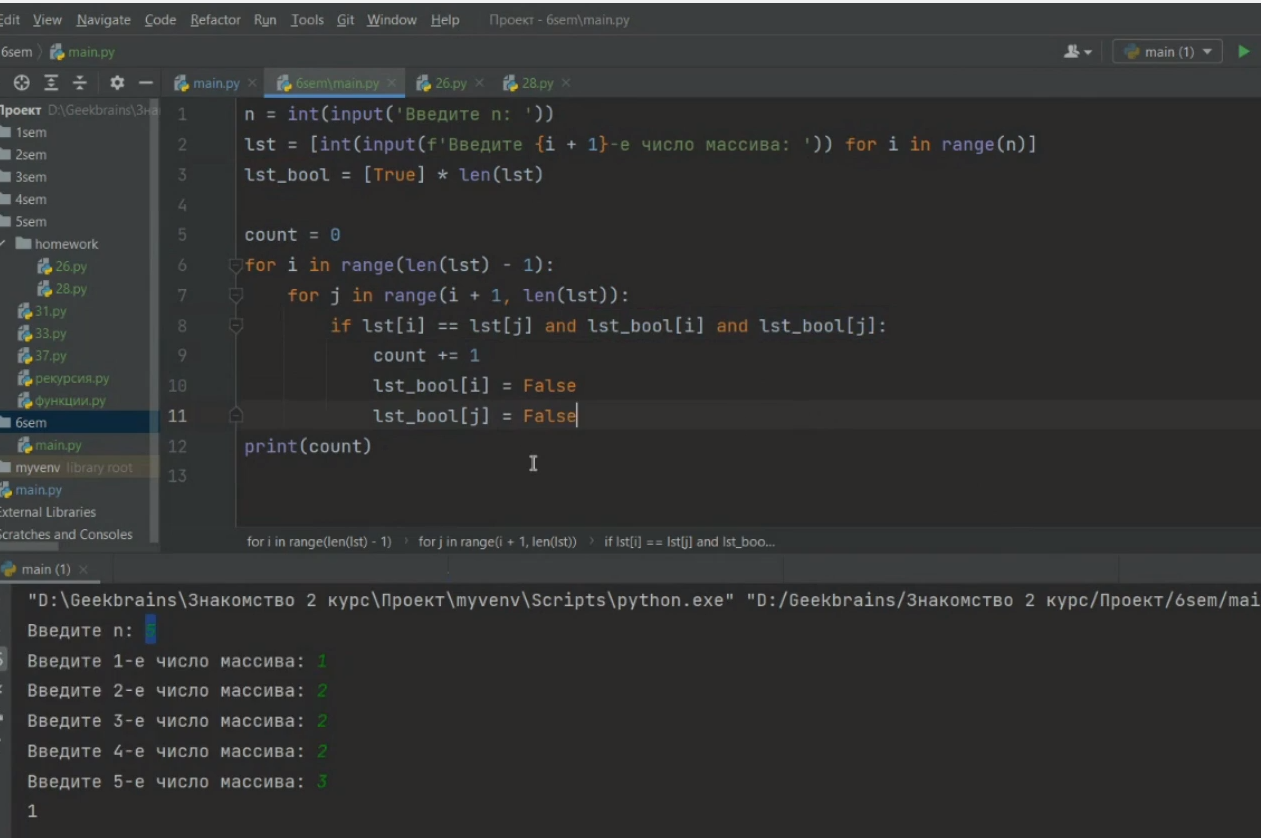 Edit View Navigate Code Refactor Run Tools Git Window Help Проект - 6sem\main.py
6sem main.py main (1)
main.py 6sem\main.py 26.py 28.py
Проект D:\Geekbrains\Зна
1sem
2sem
3sem
4sem
5sem
homework
26.py
28.py
31.py
33.py
37.py
рекурсия.py
функции.py
6sem
main.py
myvenv library root
main.py
External Libraries
Scratches and Consoles
1 n = int(input('Введите n: '))
2 lst = [int(input(f'Введите {i + 1}-е число массива: ')) for i in range(n)]
3 lst_bool = [True] * len(lst)
4
5 count = 0
6 for i in range(len(lst) - 1):
7 for j in range(i + 1, len(lst)):
8 if lst[i] == lst[j] and lst_bool[i] and lst_bool[j]:
9 count += 1
10 lst_bool[i] = False
11 lst_bool[j] = False
12 print(count)
13
for i in range(len(lst) - 1) for j in range(i + 1, len(lst)) if lst[i] == lst[j] and lst_boo...
main (1)
"D:\Geekbrains\Знакомство 2 курс\Проект\myvenv\Scripts\python.exe" "D:/Geekbrains/Знакомство 2 курс/Проект/6sem/mai
Введите n: 5
Введите 1-е число массива: 1
Введите 2-е число массива: 2
Введите 3-е число массива: 2
Введите 4-е число массива: 2
Введите 5-е число массива: 3
1